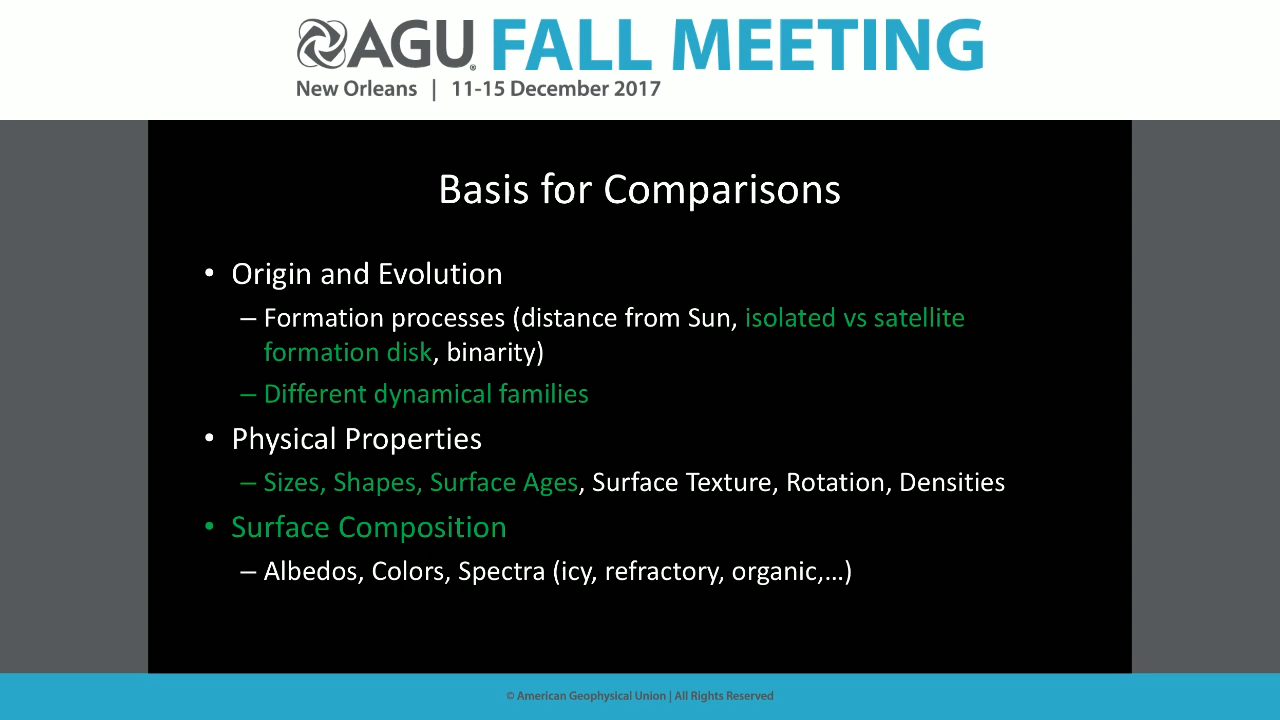 AGU FALL MEETING
New Orleans | 11-15 December 2017
Basis for Comparisons
• Origin and Evolution
– Formation processes (distance from Sun, isolated vs satellite
formation disk, binarity)
– Different dynamical families
• Physical Properties
– Sizes, Shapes, Surface Ages, Surface Texture, Rotation, Densities
• Surface Composition
– Albedos, Colors, Spectra (icy, refractory, organic,...)
© American Geophysical Union | All Rights Reserved